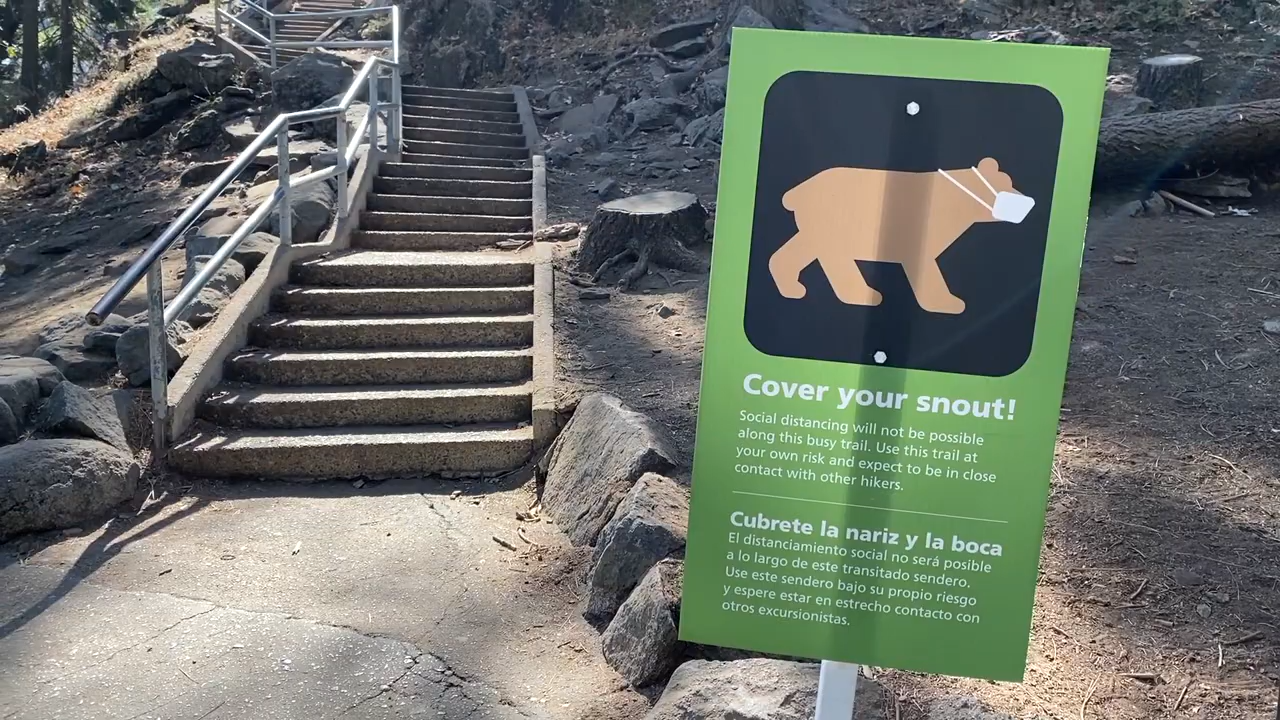 Cover your snout!
Social distancing will not be possible
along this busy trail. Use this trail at
your own risk and expect to be in close
contact with other hikers.
Cubrete la nariz y la boca
El distanciamiento social no será posible
a lo largo de este transitado sendero.
Use este sendero bajo su propio riesgo
y espere estar en estrecho contacto con
otros excursionistas.